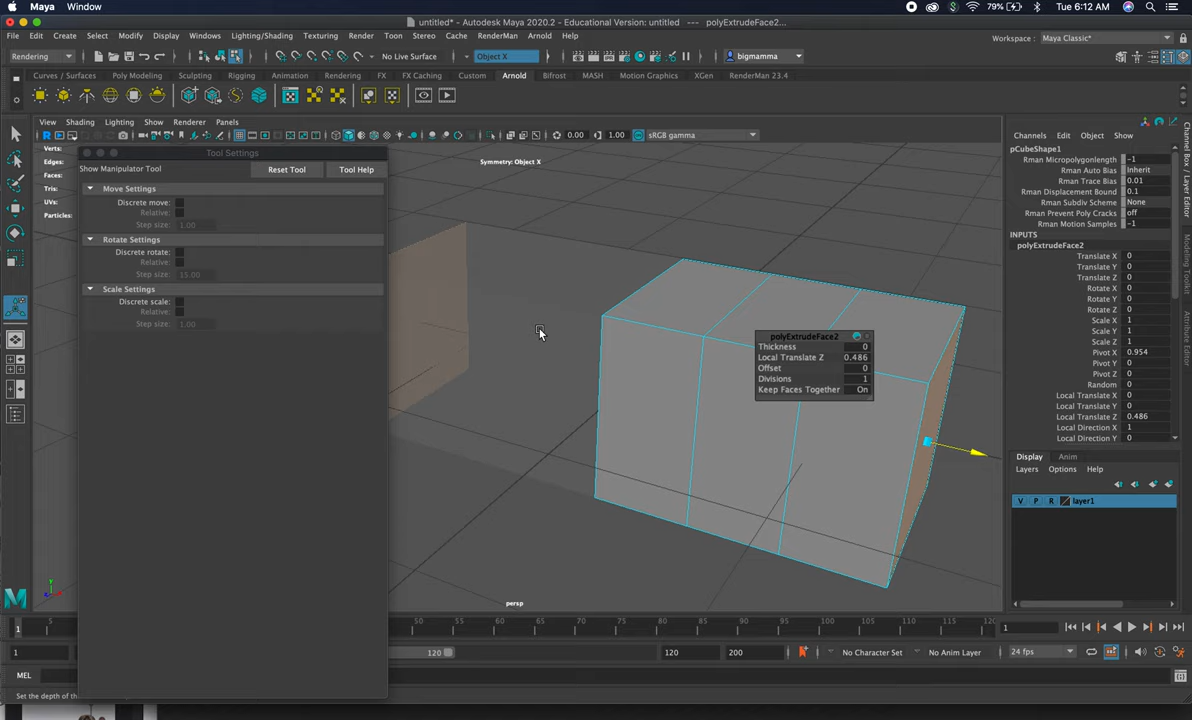 Maya Window
79% Tue 6:12 AM
untitled* - Autodesk Maya 2020.2 - Educational Version: untitled --- polyExtrudeFace2...
File Edit Create Select Modify Display Windows Lighting/Shading Texturing Render Toon Stereo Cache RenderMan Arnold Help
Workspace : Maya Classic*
Rendering No Live Surface Object X bigmamma
Curves / Surfaces Poly Modeling Sculpting Rigging Animation Rendering FX FX Caching Custom Arnold Bifrost MASH Motion Graphics XGen RenderMan 23.4
View Shading Lighting Show Renderer Panels
0.00 1.00 sRGB gamma
Channels Edit Object Show
Verts:
Edges:
Faces:
Tris:
UVs:
Particles:
Tool Settings
Show Manipulator Tool Reset Tool Tool Help
Move Settings
Discrete move:
Relative:
Step size: 1.00
Rotate Settings
Discrete rotate:
Relative:
Step size: 15.00
Scale Settings
Discrete scale:
Relative:
Step size: 1.00
Symmetry: Object X
polyExtrudeFace2
Thickness 0
Local Translate Z 0.486
Offset 0
Divisions 1
Keep Faces Together On
persp
pCubeShape1
Rman Micropolygonlength -1
Rman Auto Bias Inherit
Rman Trace Bias 0.01
Rman Displacement Bound 0.1
Rman Subdiv Scheme None
Rman Prevent Poly Cracks off
Rman Motion Samples -1
INPUTS
polyExtrudeFace2
Translate X 0
Translate Y 0
Translate Z 0
Rotate X 0
Rotate Y 0
Rotate Z 0
Scale X 1
Scale Y 1
Scale Z 1
Pivot X 0.954
Pivot Y 0
Pivot Z 0
Random 0
Local Translate X 0
Local Translate Y 0
Local Translate Z 0.486
Local Direction X 1
Local Direction Y 0
Channel Box / Layer Editor
Modeling Toolkit
Attribute Editor
Display Anim
Layers Options Help
V P R layer1
5 50 55 60 65 70 75 80 85 90 95 100 105 110 115 12
1 1
1 120 120 200 No Character Set No Anim Layer 24 fps
MEL
Set the depth of th